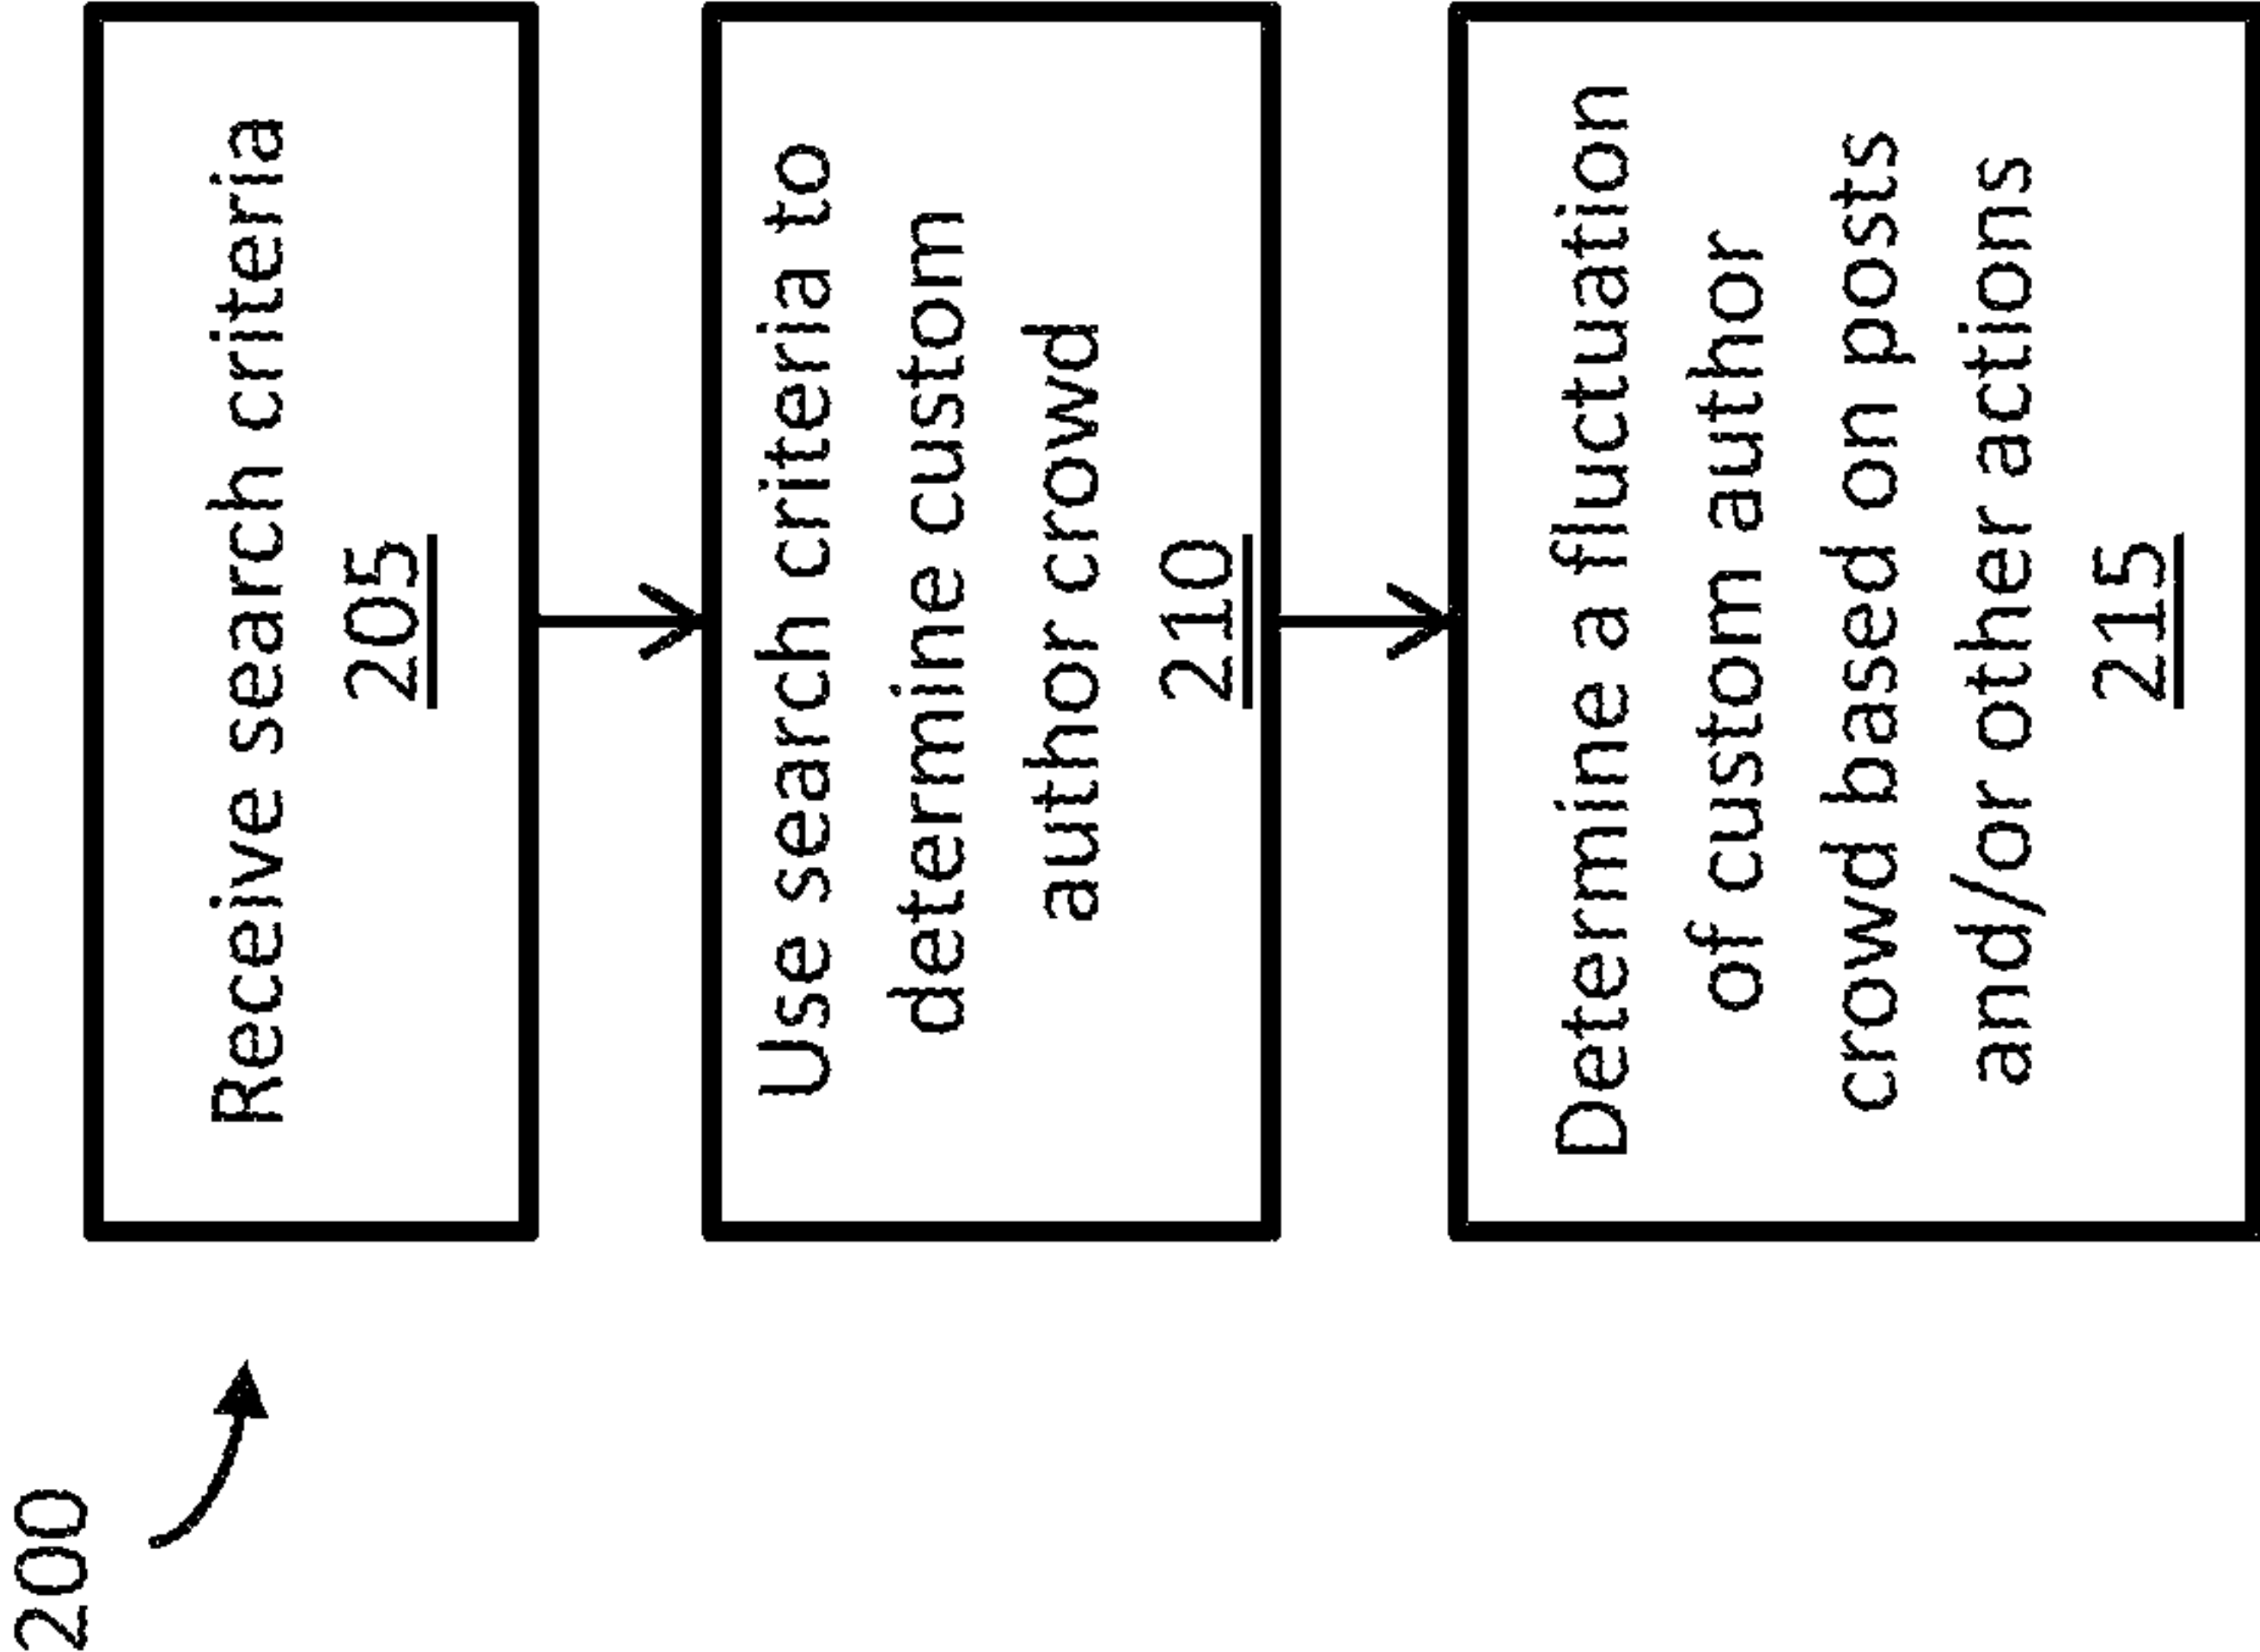 200
Receive search criteria
205
Use search criteria to
determine custom
author crowd
210
Determine a fluctuation
of custom author
crowd based on posts
and/or other actions
215